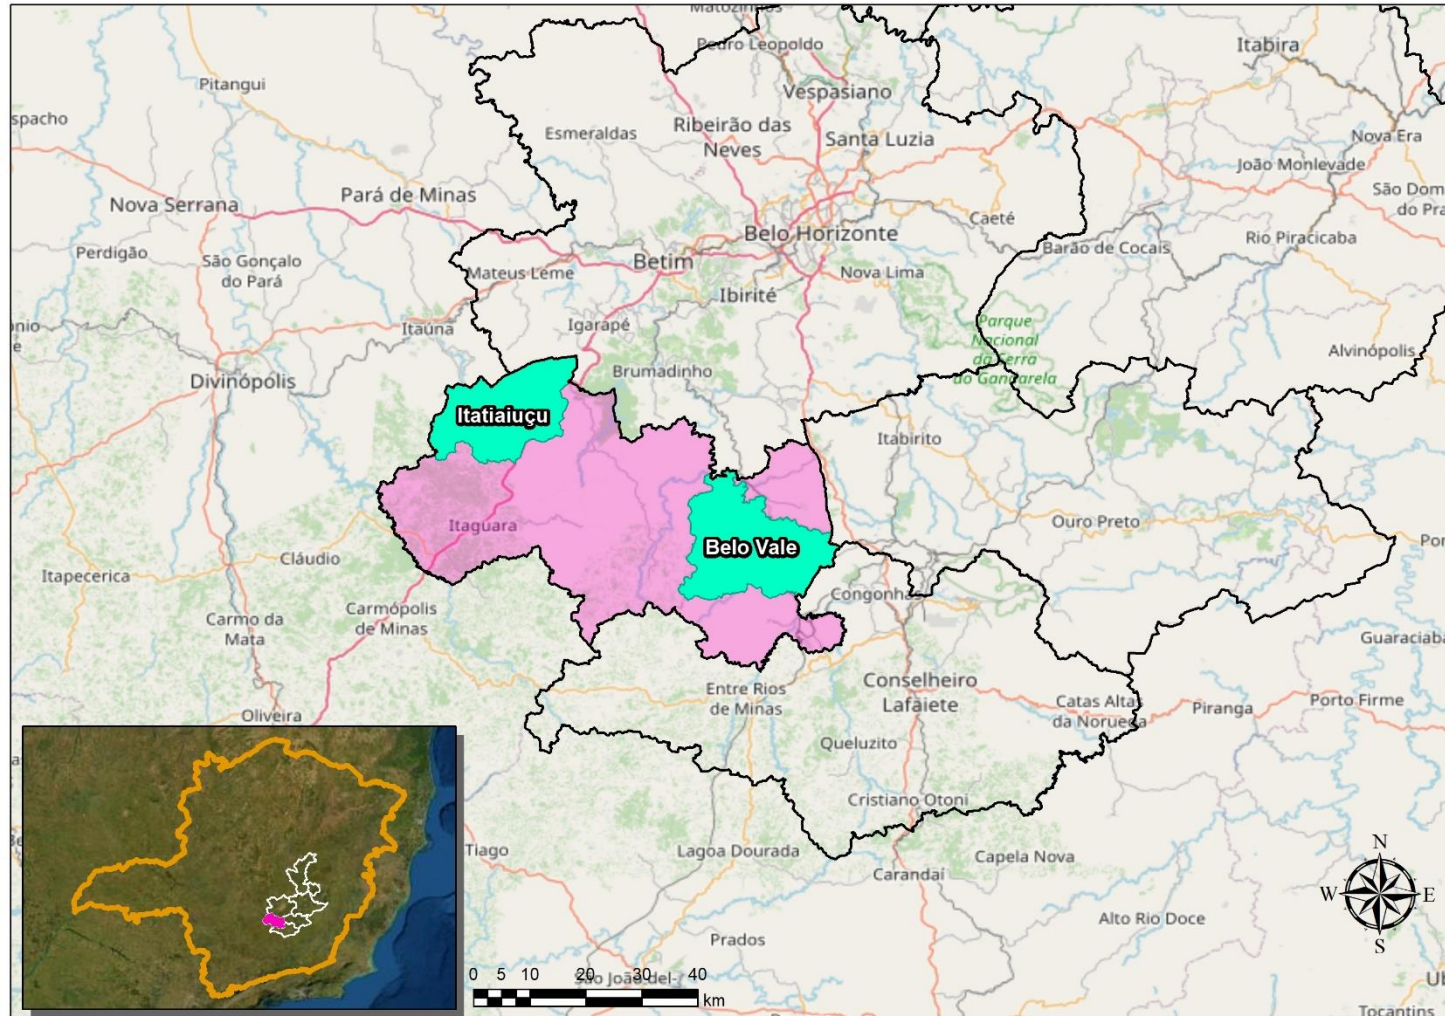 Matozinhos
Pedro Leopoldo
Itabira
Pitangui
Vespasiano
spacho
Esmeraldas
Ribeirão das
Neves
Santa Luzia
Nova Era
João Monlevade
Pará de Minas
Nova Serrana
São Dom
do Pra
Caeté
Belo Horizonte
Barão de Cocais
Rio Piracicaba
Perdigão
São Gonçalo
do Pará
Mateus Leme
Betim
Nova Lima
Ibirité
Itaúna
Igarapé
Parque
Nacional
da Serra
do Gandarela
Alvinópolis
Divinópolis
Brumadinho
Itatiaiuçu
Itabirito
Itaguara
Ouro Preto
Belo Vale
Cláudio
Itapecerica
Congonhas
Carmo da
Mata
Carmópolis
de Minas
Guaraciaba
Entre Rios
de Minas
Conselheiro
Lafaiete
Catas Altas
da Noruega
Piranga
Porto Firme
Oliveira
Queluzito
Cristiano Otoni
Tiago
Lagoa Dourada
Capela Nova
Carandaí
N
W
E
S
Alto Rio Doce
Prados
0 5 10 20 30 40
km
São João del-
Tocantins